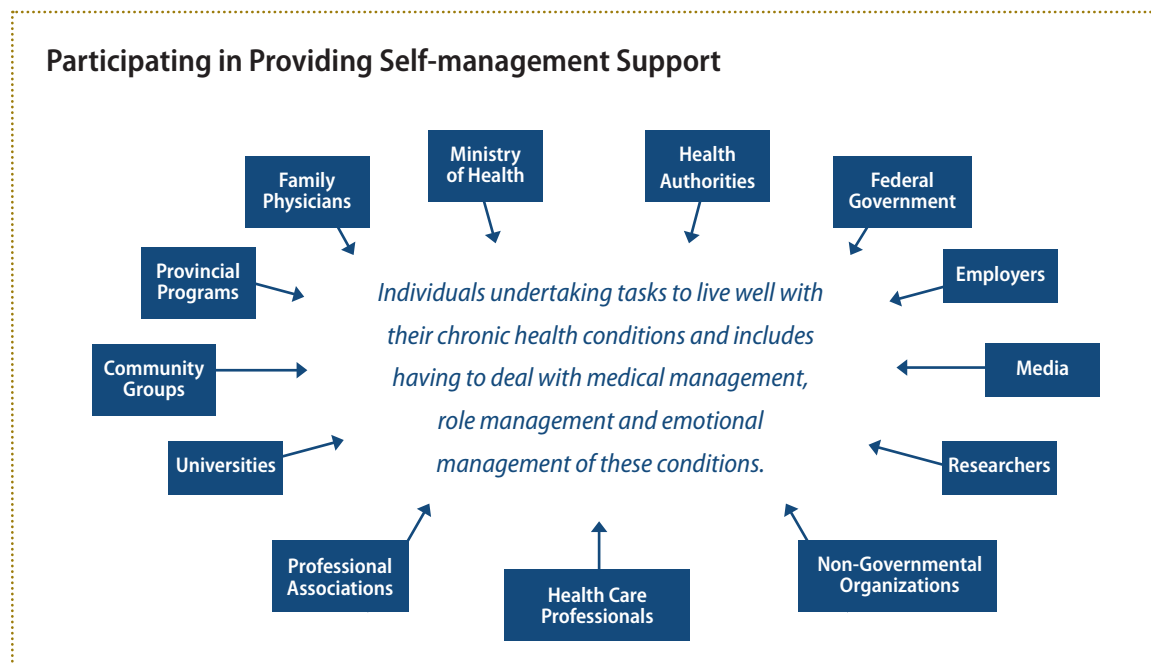 Participating in Providing Self-management Support
Ministry
of Health
Health
Authorities
Family
Physicians
Federal
Government
Provincial
Programs
Employers
Individuals undertaking tasks to live well with
their chronic health conditions and includes
having to deal with medical management,
role management and emotional
management of these conditions.
Community
Groups
Media
Universities
Researchers
Professional
Associations
Health Care
Professionals
Non-Governmental
Organizations